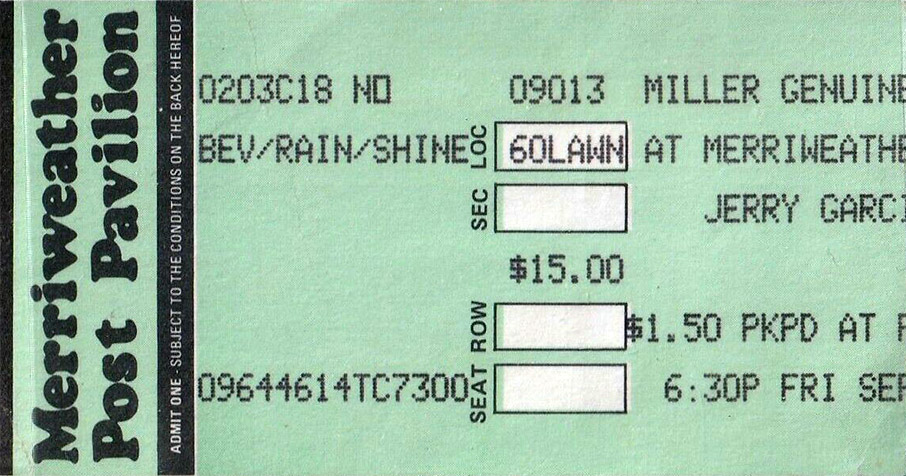 Merriweather
Post Pavilion
ADMIT ONE - SUBJECT TO THE CONDITIONS ON THE BACK HEREOF
0203C18 NO 09013 MILLER GENUINE
BEV/RAIN/SHINE LOC 60LAWN AT MERRIWEATHE
SEC JERRY GARCI
$15.00
ROW $1.50 PKPD AT P
09644614TC7300 SEAT 6:30P FRI SEP